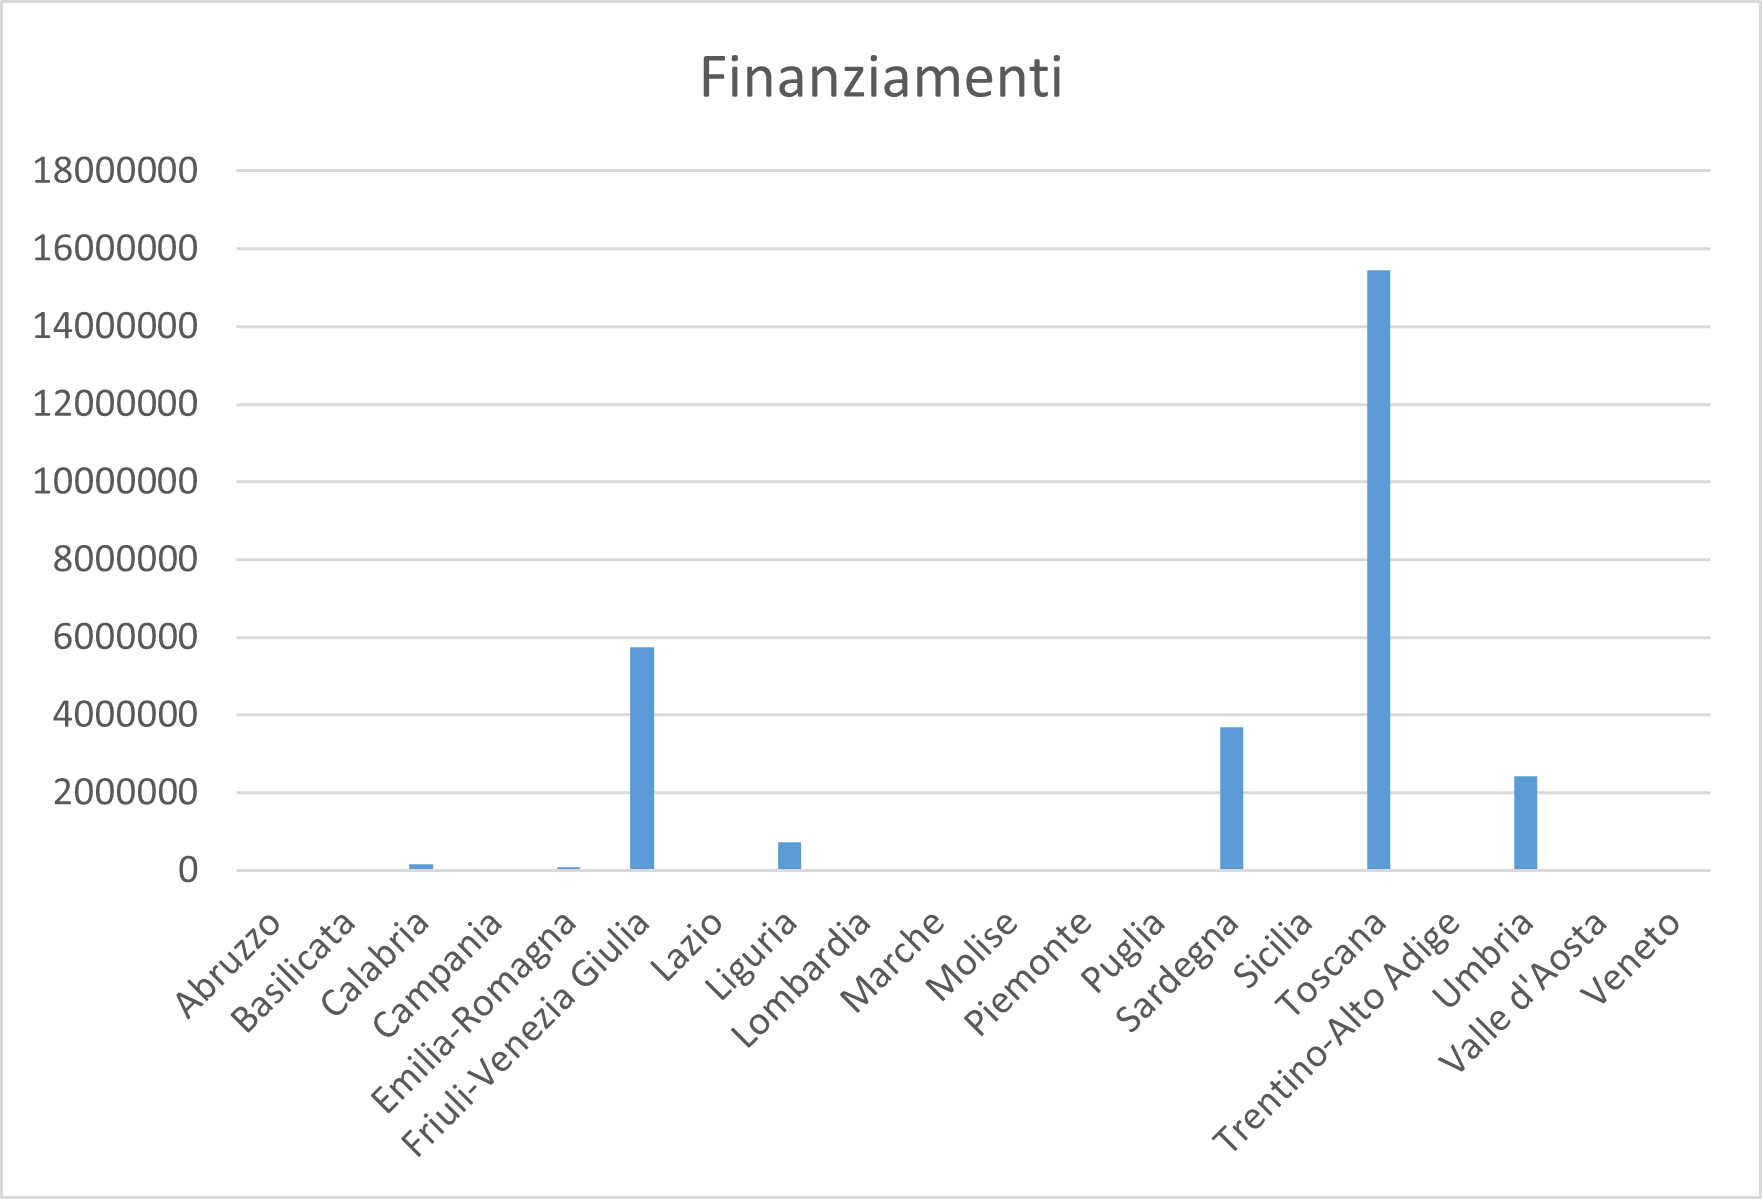 Finanziamenti
18000000
16000000
14000000
12000000
10000000
8000000
6000000
4000000
2000000
0
Abruzzo
Basilicata
Calabria
Campania
Emilia-Romagna
Friuli-Venezia Giulia
Lazio
Liguria
Lombardia
Marche
Molise
Piemonte
Puglia
Sardegna
Sicilia
Toscana
Trentino-Alto Adige
Umbria
Valle d'Aosta
Veneto